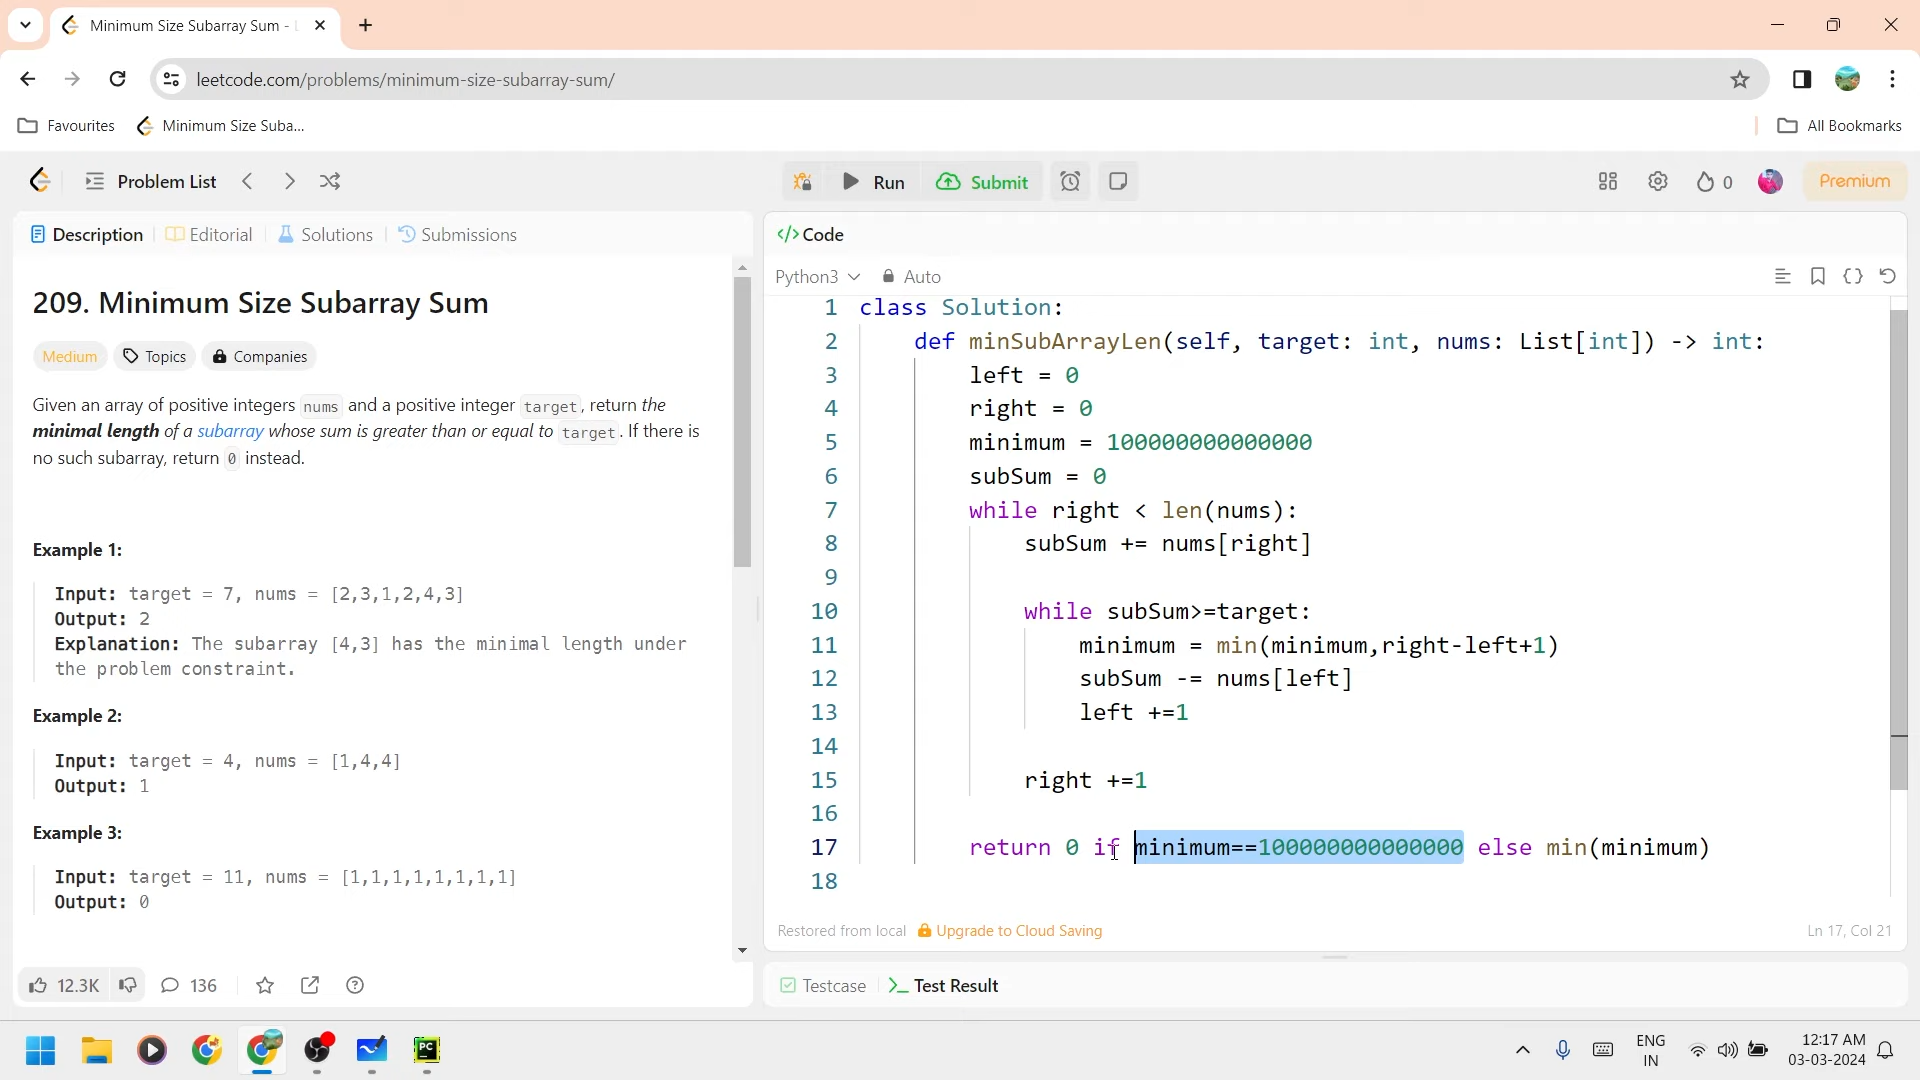 Minimum Size Subarray Sum - L
leetcode.com/problems/minimum-size-subarray-sum/
Favourites
Minimum Size Suba...
All Bookmarks
Problem List
Run
Submit
0
Premium
Description
Editorial
Solutions
Submissions
209. Minimum Size Subarray Sum
Medium
Topics
Companies
Given an array of positive integers nums and a positive integer target, return the
minimal length of a subarray whose sum is greater than or equal to target. If there is
no such subarray, return 0 instead.
Example 1:
Input: target = 7, nums = [2,3,1,2,4,3]
Output: 2
Explanation: The subarray [4,3] has the minimal length under
the problem constraint.
Example 2:
Input: target = 4, nums = [1,4,4]
Output: 1
Example 3:
Input: target = 11, nums = [1,1,1,1,1,1,1,1]
Output: 0
12.3K
136
</> Code
Python3
Auto
1 class Solution:
2 def minSubArrayLen(self, target: int, nums: List[int]) -> int:
3 left = 0
4 right = 0
5 minimum = 100000000000000
6 subSum = 0
7 while right < len(nums):
8 subSum += nums[right]
9
10 while subSum>=target:
11 minimum = min(minimum,right-left+1)
12 subSum -= nums[left]
13 left +=1
14
15 right +=1
16
17 return 0 if minimum==100000000000000 else min(minimum)
18
Restored from local
Upgrade to Cloud Saving
Ln 17, Col 21
Testcase
Test Result
PC
ENG
IN
12:17 AM
03-03-2024